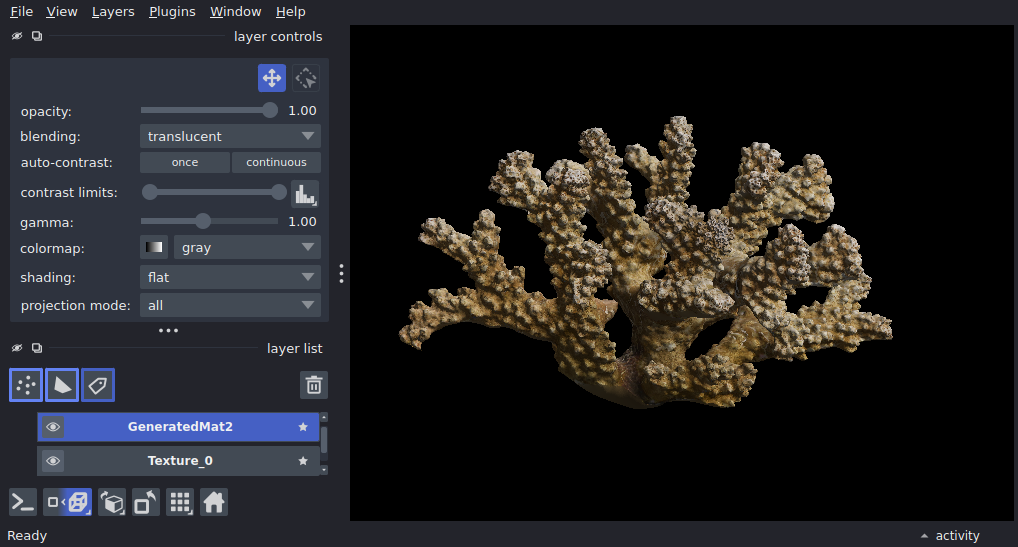 File View Layers Plugins Window Help
layer controls
opacity: 1.00
blending: translucent
auto-contrast: once continuous
contrast limits:
gamma: 1.00
colormap: gray
shading: flat
projection mode: all
layer list
GeneratedMat2
Texture_0
Ready
activity